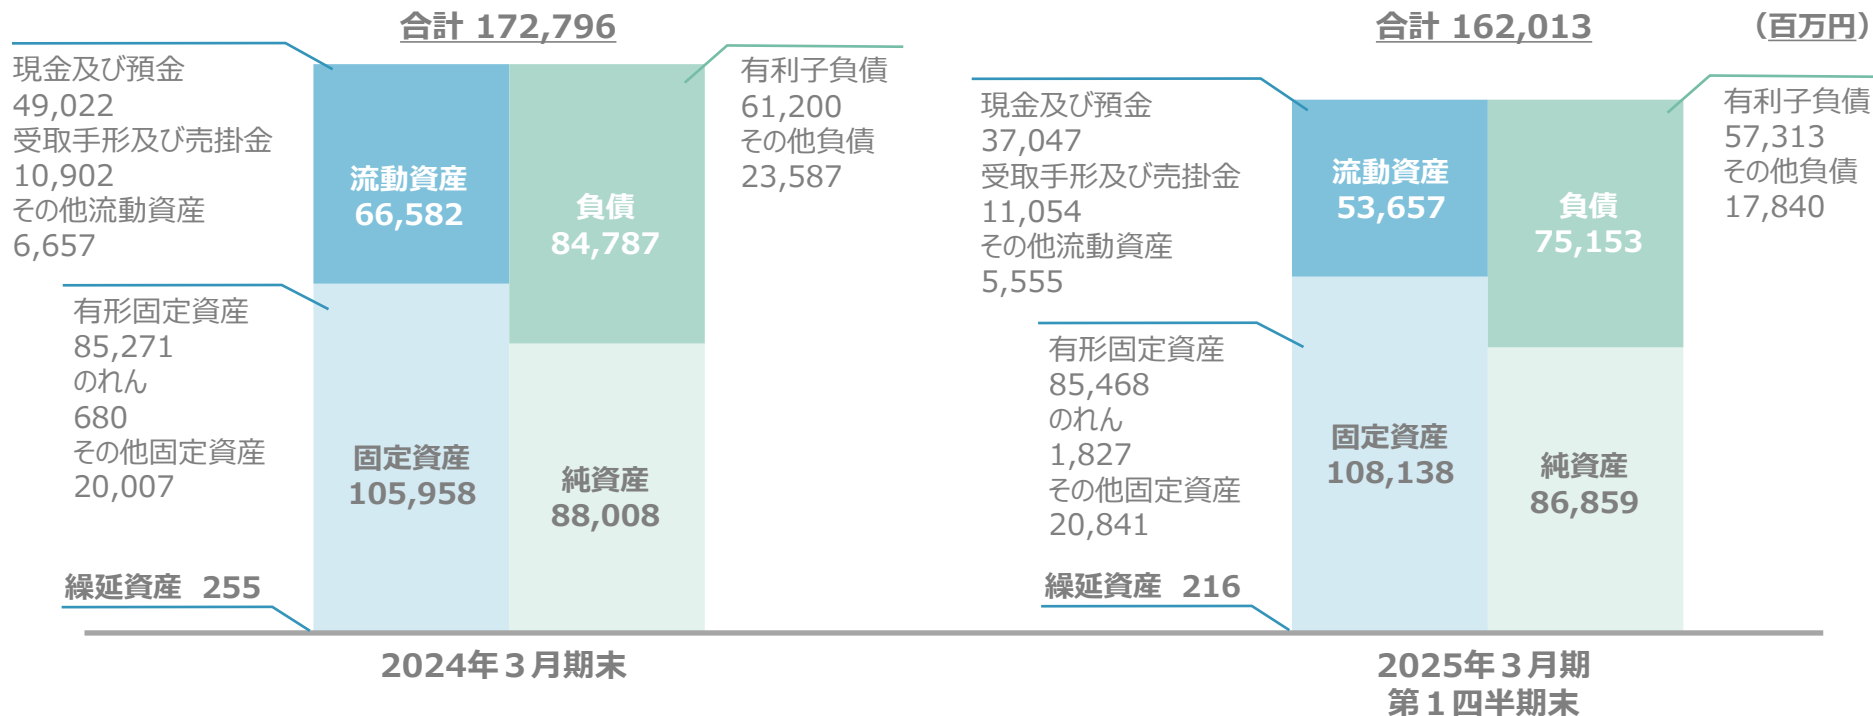 合計 172,796
現金及び預金
49,022
受取手形及び売掛金
10,902
その他流動資産
6,657
有形固定資産
85,271
のれん
680
その他固定資産
20,007
繰延資産 255
流動資産
66,582
固定資産
105,958
負債
84,787
純資産
88,008
有利子負債
61,200
その他負債
23,587
2024年３月期末
合計 162,013
（百万円）
現金及び預金
37,047
受取手形及び売掛金
11,054
その他流動資産
5,555
有形固定資産
85,468
のれん
1,827
その他固定資産
20,841
繰延資産 216
流動資産
53,657
固定資産
108,138
負債
75,153
純資産
86,859
有利子負債
57,313
その他負債
17,840
2025年３月期
第１四半期末